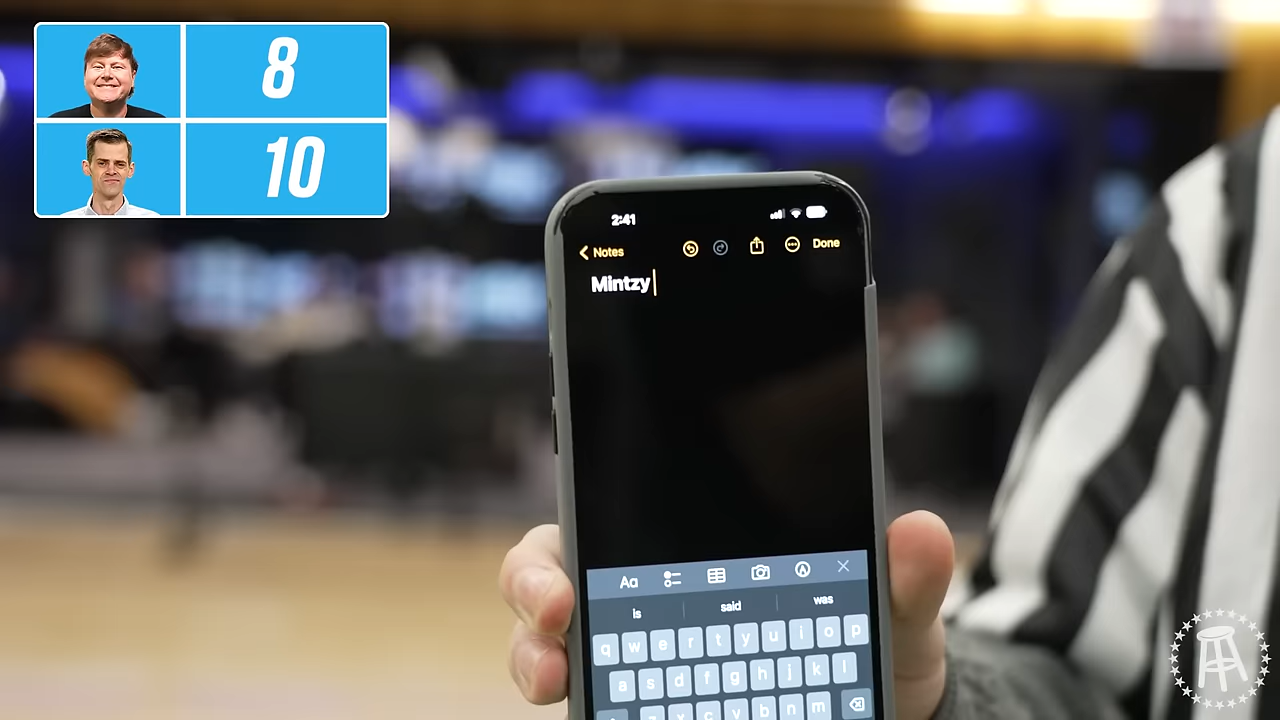 8
10
2:41
Notes
Done
Mintzy
Aa
is said was
q w e r t y u i o p
a s d f g h j k l
z x c v b n m